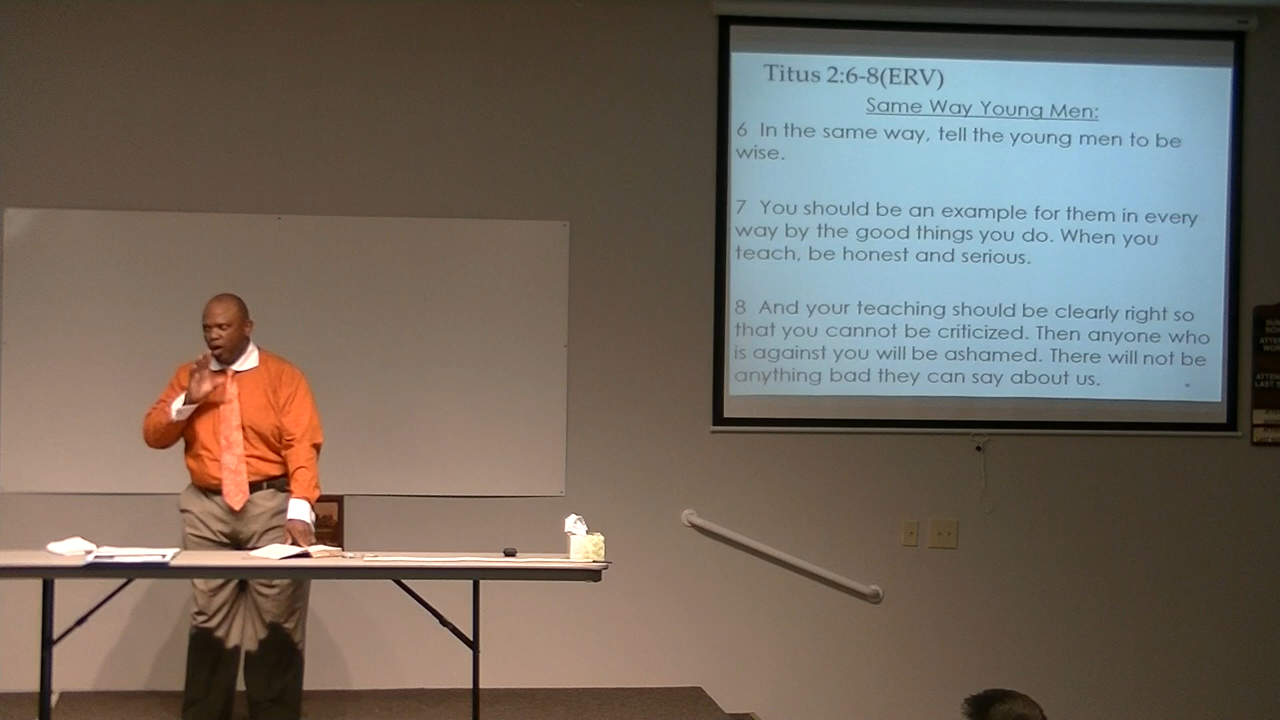 Titus 2:6-8(ERV)
Same Way Young Men:
6 In the same way, tell the young men to be
wise.
7 You should be an example for them in every
way by the good things you do. When you
teach, be honest and serious.
8 And your teaching should be clearly right so
that you cannot be criticized. Then anyone who
is against you will be ashamed. There will not be
anything bad they can say about us.